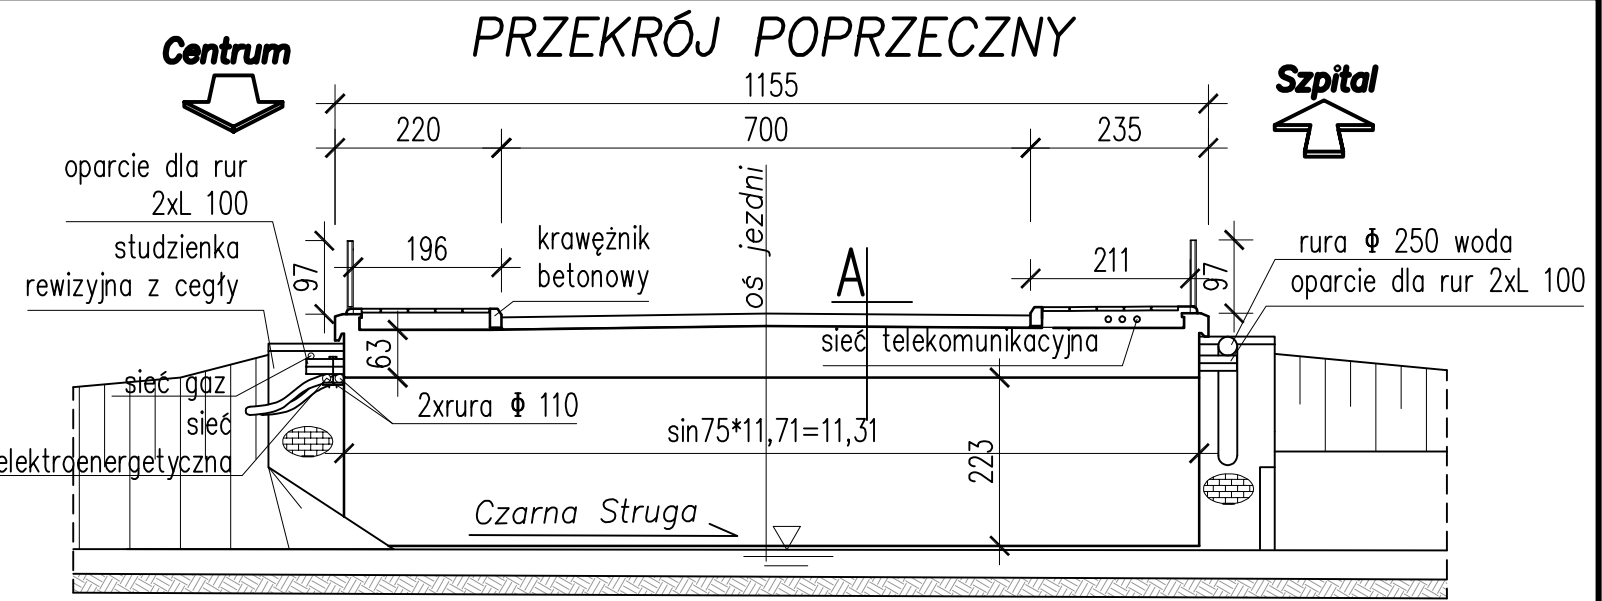 PRZEKRÓJ POPRZECZNY
Centrum
Szpital
1155
220
700
235
oparcie dla rur
2xL 100
studzienka
rewizyjna z cegły
97
196
krawężnik
betonowy
oś jezdni
A
211
97
rura Φ 250 woda
oparcie dla rur 2xL 100
63
sieć telekomunikacyjna
sieć gaz
2xrura Φ 110
sieć
elektroenergetyczna
sin75*11,71=11,31
223
Czarna Struga